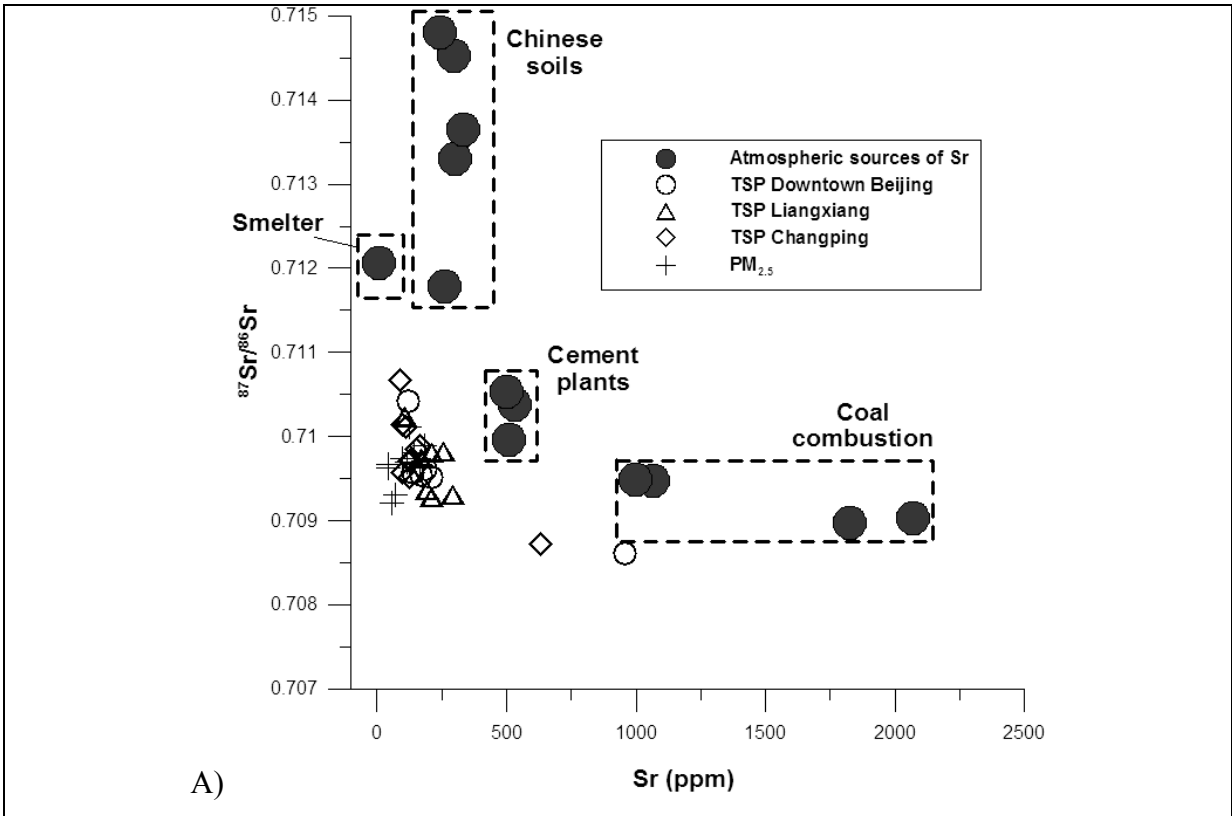 0.715
0.714
0.713
0.712
0.711
0.71
0.709
0.708
0.707
⁸⁷Sr/⁸⁶Sr
Chinese
soils
Atmospheric sources of Sr
TSP Downtown Beijing
TSP Liangxiang
TSP Changping
PM₂.₅
Smelter
Cement
plants
Coal
combustion
0 500 1000 1500 2000 2500
Sr (ppm)
A)